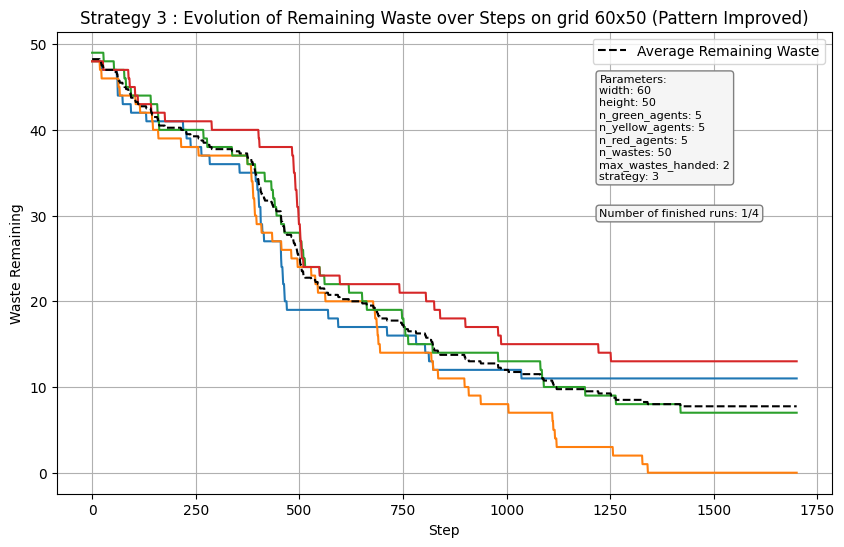 Strategy 3 : Evolution of Remaining Waste over Steps on grid 60x50 (Pattern Improved)
Average Remaining Waste
Parameters:
width: 60
height: 50
n_green_agents: 5
n_yellow_agents: 5
n_red_agents: 5
n_wastes: 50
max_wastes_handed: 2
strategy: 3
Number of finished runs: 1/4
Waste Remaining
50
40
30
20
10
0
0 250 500 750 1000 1250 1500 1750
Step